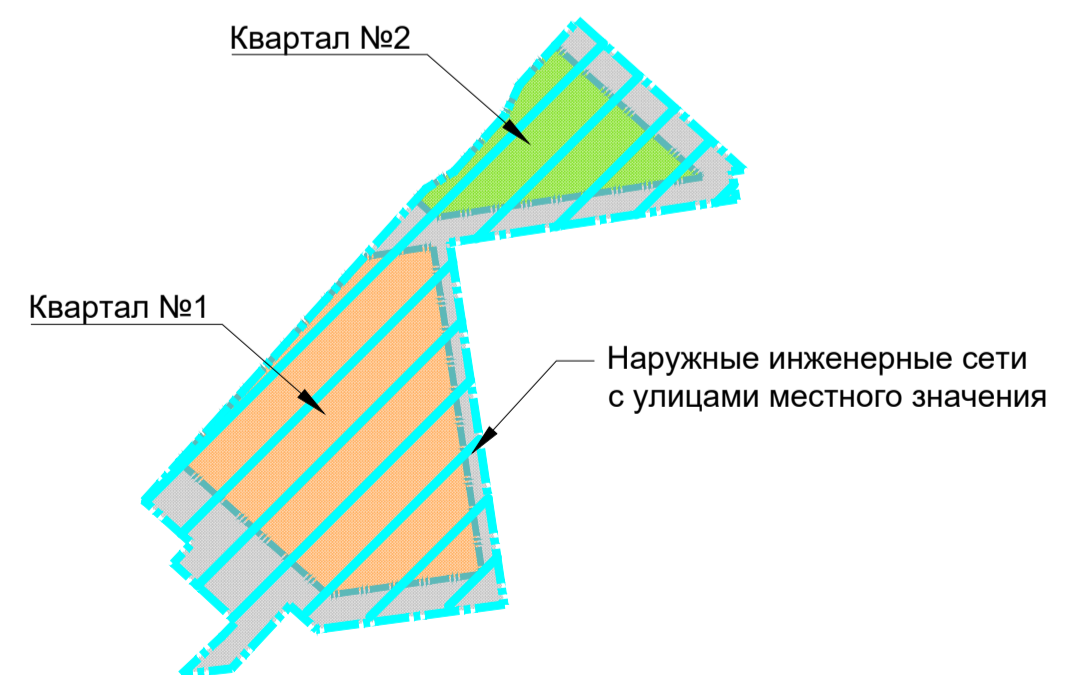 Квартал №2
Квартал №1
Наружные инженерные сети
с улицами местного значения